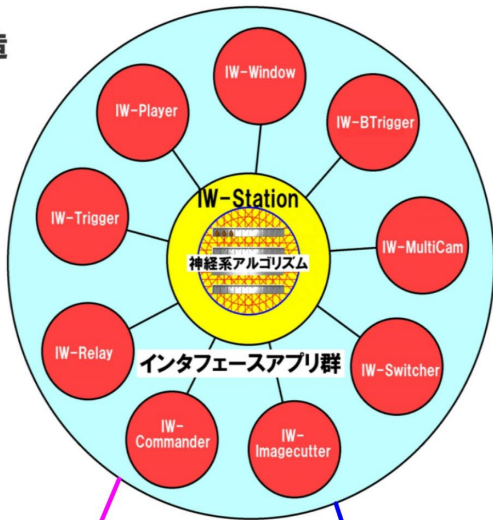 IW-Window
IW-Player
IW-BTrigger
IW-Station
IW-Trigger
神経系アルゴリズム
IW-MultiCam
IW-Relay
インタフェースアプリ群
IW-Switcher
IW-
Commander
IW-
Imagecutter